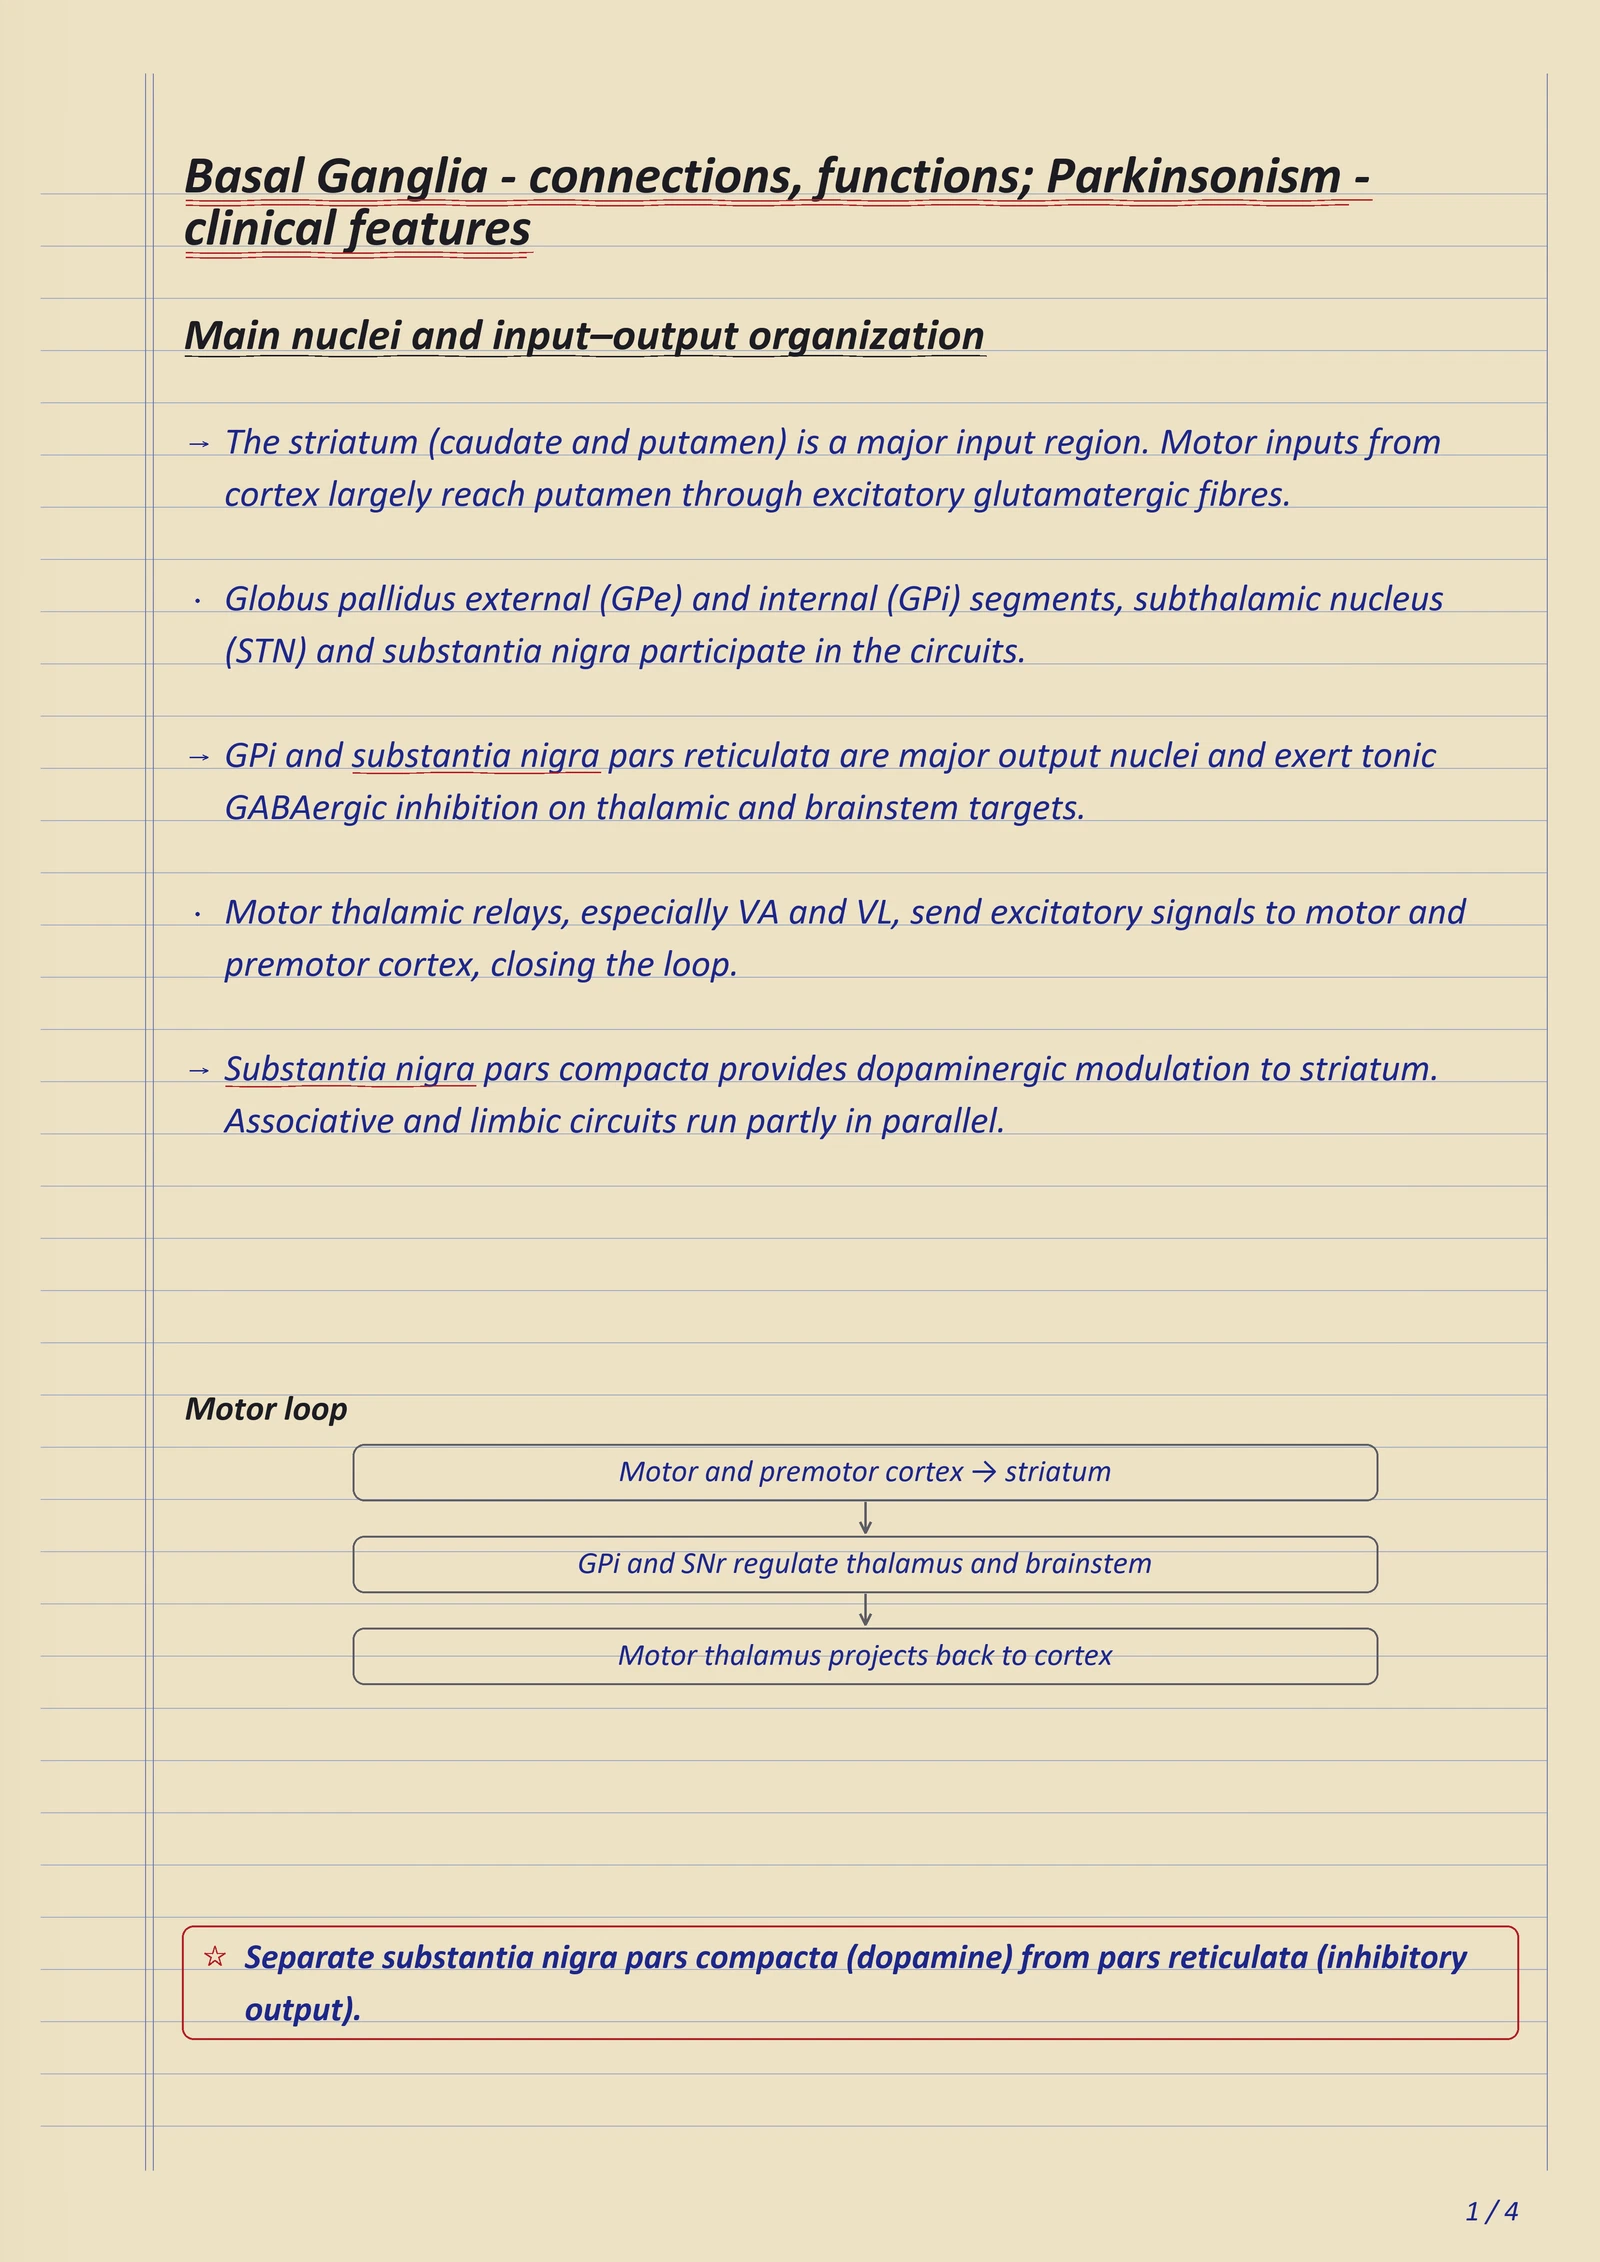 Basal Ganglia - connections, functions; Parkinsonism -
clinical features
Main nuclei and input–output organization
→ The striatum (caudate and putamen) is a major input region. Motor inputs from
cortex largely reach putamen through excitatory glutamatergic fibres.
· Globus pallidus external (GPe) and internal (GPi) segments, subthalamic nucleus
(STN) and substantia nigra participate in the circuits.
→ GPi and substantia nigra pars reticulata are major output nuclei and exert tonic
GABAergic inhibition on thalamic and brainstem targets.
· Motor thalamic relays, especially VA and VL, send excitatory signals to motor and
premotor cortex, closing the loop.
→ Substantia nigra pars compacta provides dopaminergic modulation to striatum.
Associative and limbic circuits run partly in parallel.
Motor loop
Motor and premotor cortex → striatum
GPi and SNr regulate thalamus and brainstem
Motor thalamus projects back to cortex
☆ Separate substantia nigra pars compacta (dopamine) from pars reticulata (inhibitory
output).
1 / 4